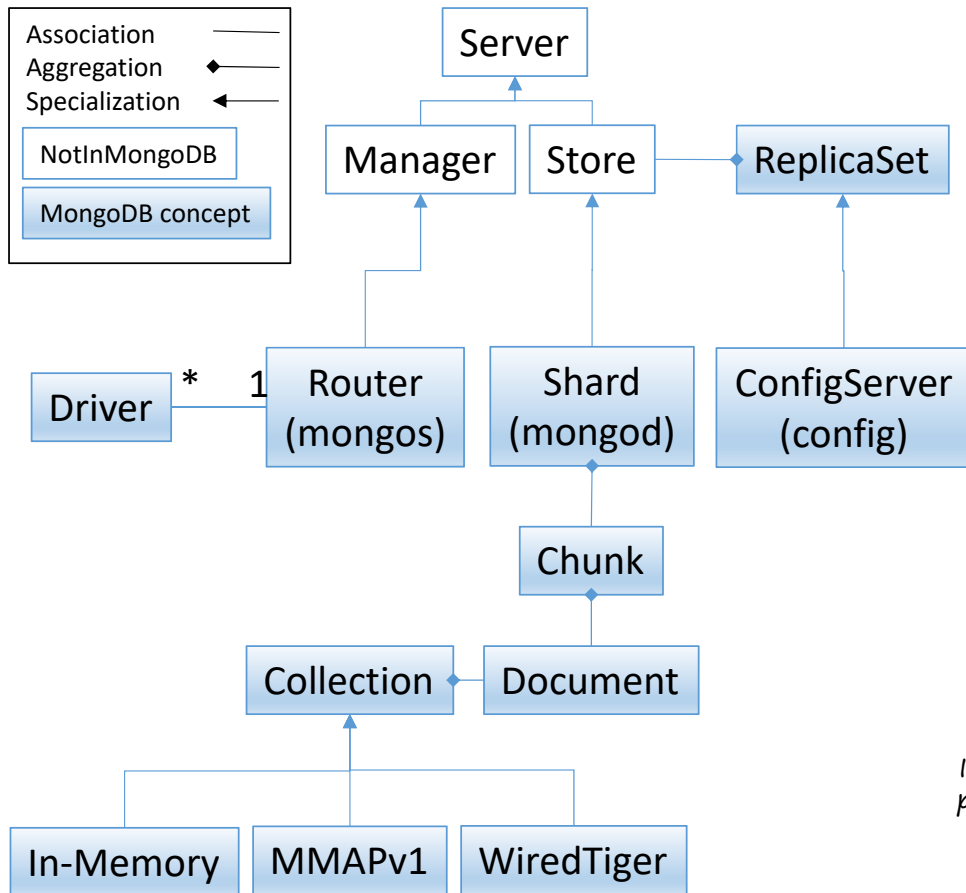 Association
Aggregation
Specialization
NotInMongoDB
MongoDB concept
Server
Manager
Store
ReplicaSet
Driver
*
1
Router
(mongos)
Shard
(mongod)
ConfigServer
(config)
Chunk
Collection
Document
In-Memory
MMAPv1
WiredTiger